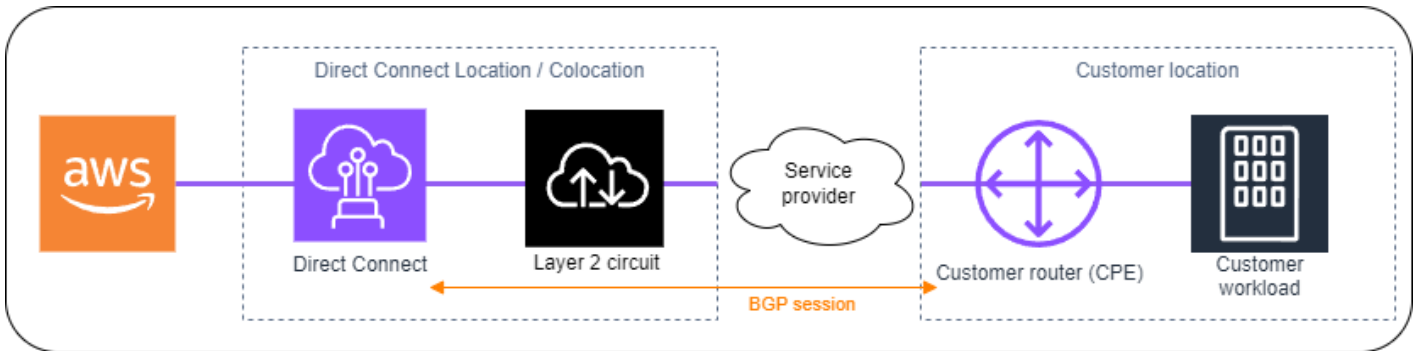 Direct Connect Location / Colocation
Customer location
aws
Service
provider
Direct Connect
Layer 2 circuit
Customer router (CPE)
Customer
workload
BGP session